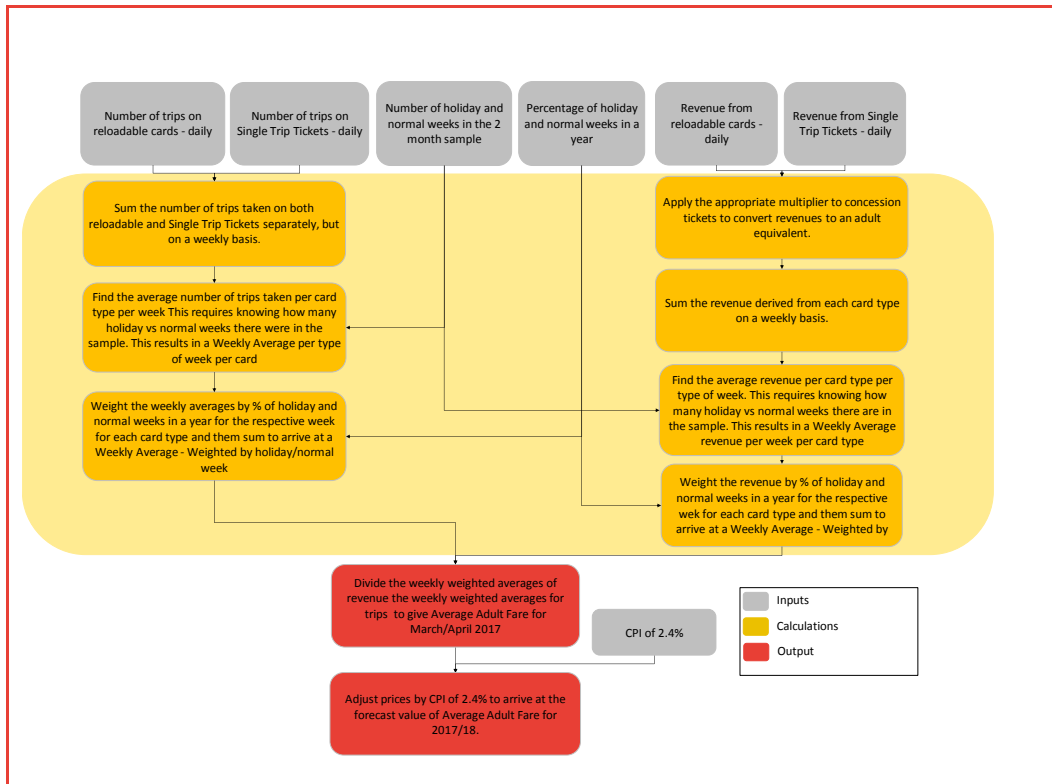 Number of trips on
reloadable cards - daily
Number of trips on
Single Trip Tickets - daily
Number of holiday and
normal weeks in the 2
month sample
Percentage of holiday
and normal weeks in a
year
Revenue from
reloadable cards -
daily
Revenue from Single
Trip Tickets - daily
Sum the number of trips taken on both
reloadable and Single Trip Tickets separately, but
on a weekly basis.
Apply the appropriate multiplier to concession
tickets to convert revenues to an adult
equivalent.
Find the average number of trips taken per card
type per week This requires knowing how many
holiday vs normal weeks there were in the
sample. This results in a Weekly Average per type
of week per card
Sum the revenue derived from each card type
on a weekly basis.
Weight the weekly averages by % of holiday and
normal weeks in a year for the respective week
for each card type and them sum to arrive at a
Weekly Average - Weighted by holiday/normal
week
Find the average revenue per card type per
type of week. This requires knowing how
many holiday vs normal weeks there are in
the sample. This results in a Weekly Average
revenue per week per card type
Weight the revenue by % of holiday and
normal weeks in a year for the respective
wek for each card type and them sum to
arrive at a Weekly Average - Weighted by
Divide the weekly weighted averages of
revenue the weekly weighted averages for
trips to give Average Adult Fare for
March/April 2017
CPI of 2.4%
Adjust prices by CPI of 2.4% to arrive at the
forecast value of Average Adult Fare for
2017/18.
Inputs
Calculations
Output